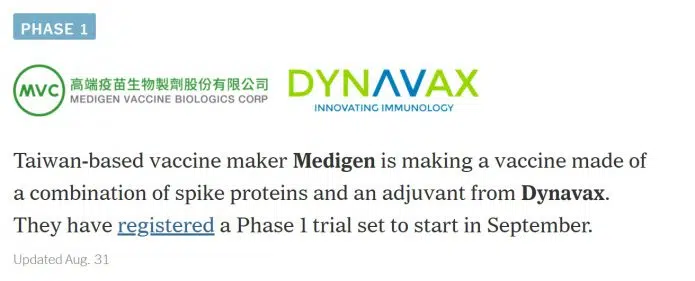 PHASE 1
MVC 高端疫苗生物製劑股份有限公司
MEDIGEN VACCINE BIOLOGICS CORP
DYNAVAX
INNOVATING IMMUNOLOGY
Taiwan-based vaccine maker Medigen is making a vaccine made of
a combination of spike proteins and an adjuvant from Dynavax.
They have registered a Phase 1 trial set to start in September.
Updated Aug. 31